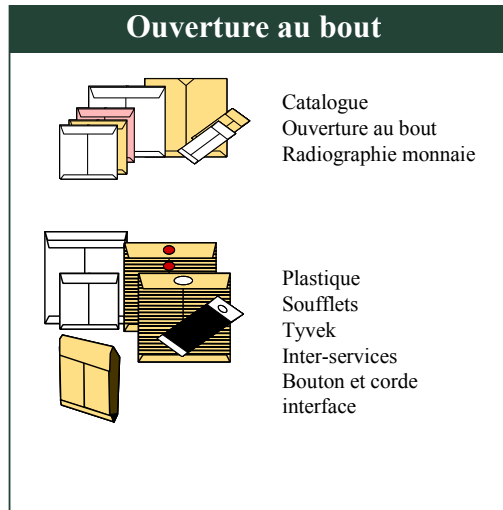 Ouverture au bout
Catalogue
Ouverture au bout
Radiographie monnaie
Plastique
Soufflets
Tyvek
Inter-services
Bouton et corde
interface